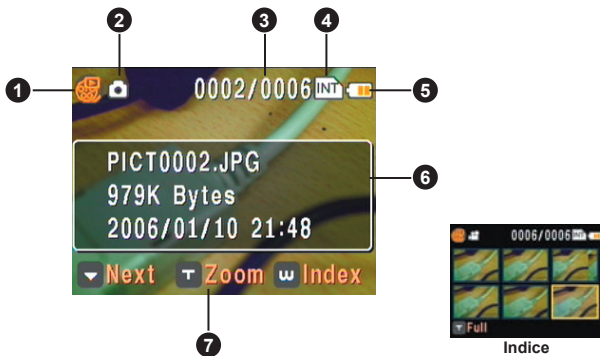 2 3 4
1 0002/0006 INT 5
PICT0002.JPG 6
979K Bytes
2006/01/10 21:48
Next T Zoom W Index
7
0006/0006 INT
T Full
Indice